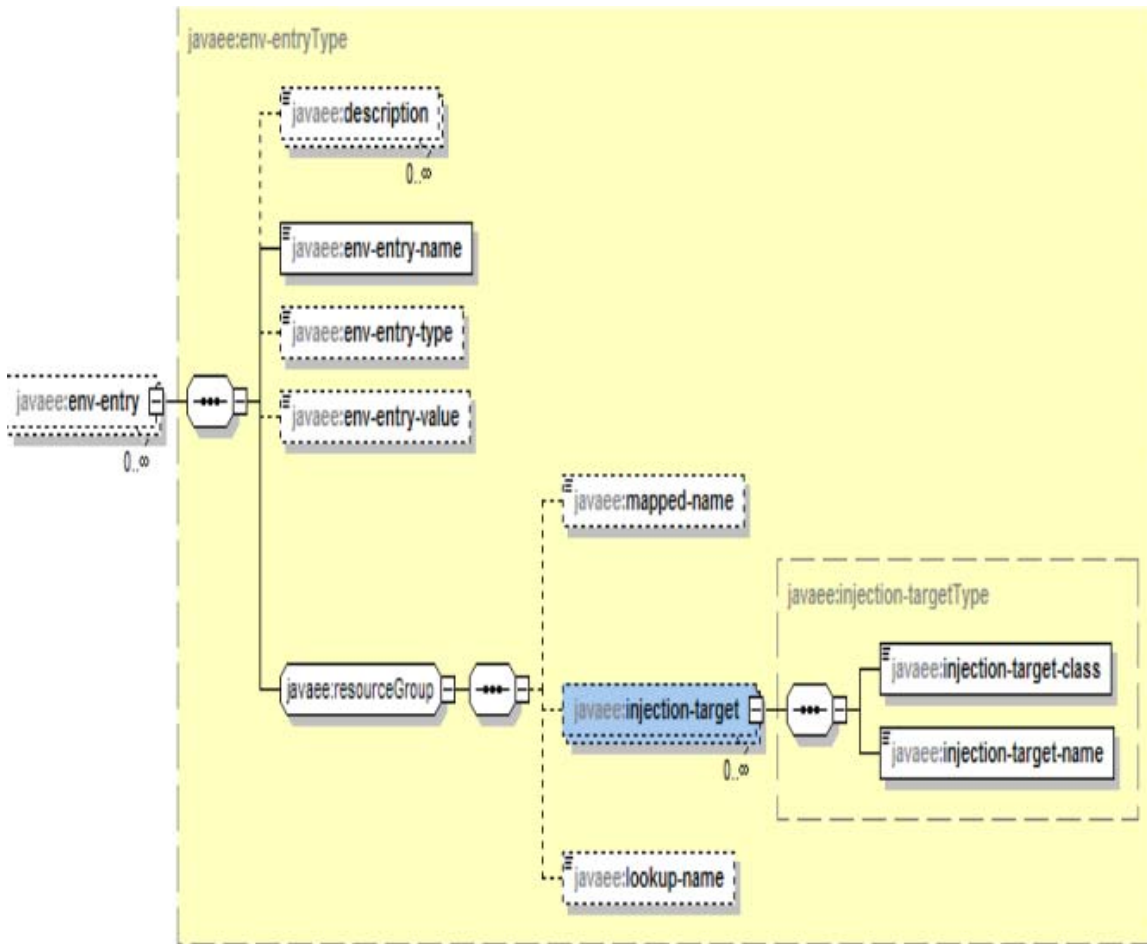 javaee:env-entryType
javaee:description
0..∞
javaee:env-entry-name
javaee:env-entry-type
javaee:env-entry
0..∞
javaee:env-entry-value
javaee:mapped-name
javaee:injection-targetType
javaee:injection-target-class
javaee:resourceGroup
javaee:injection-target
0..∞
javaee:injection-target-name
javaee:lookup-name